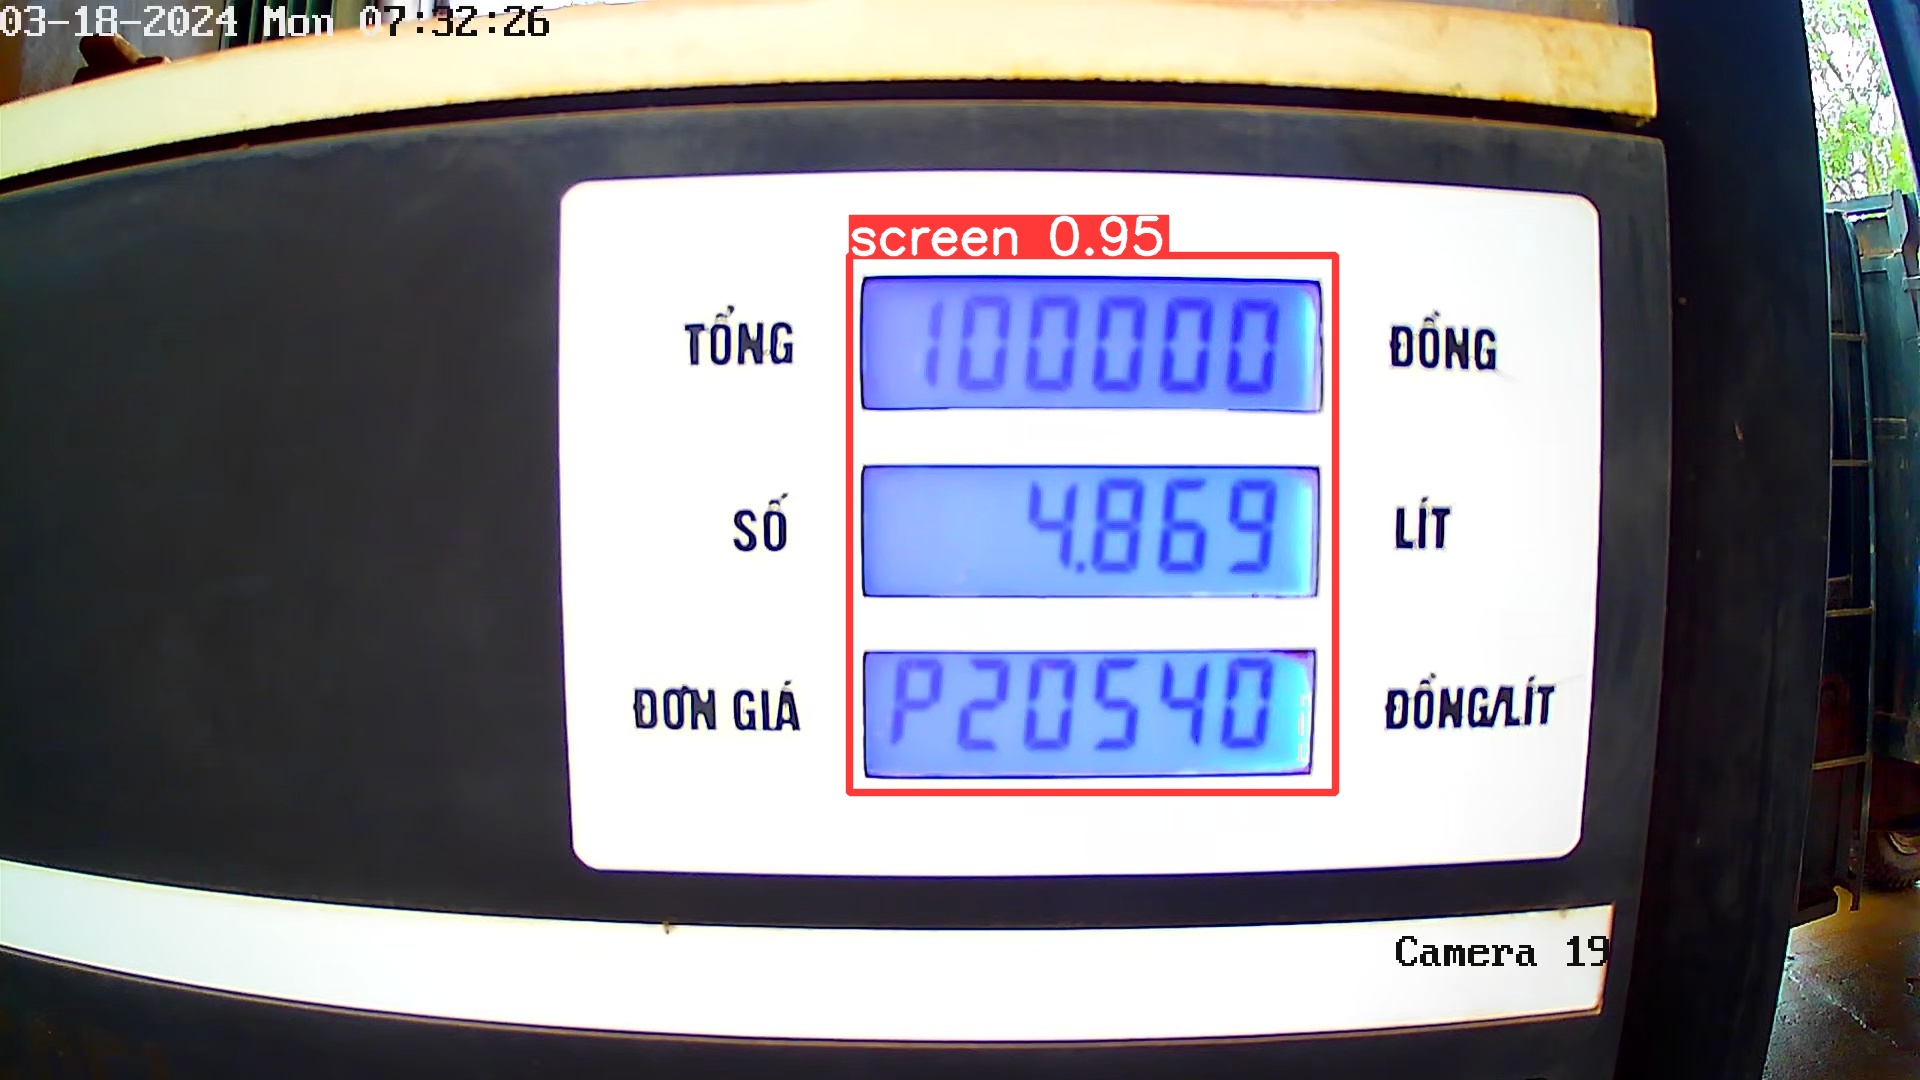 03-18-2024 Mon 07:32:26
screen 0.95
TỔNG 100000 ĐỒNG
SỐ 4.869 LÍT
ĐƠN GIÁ P20540 ĐỒNG/LÍT
Camera 19